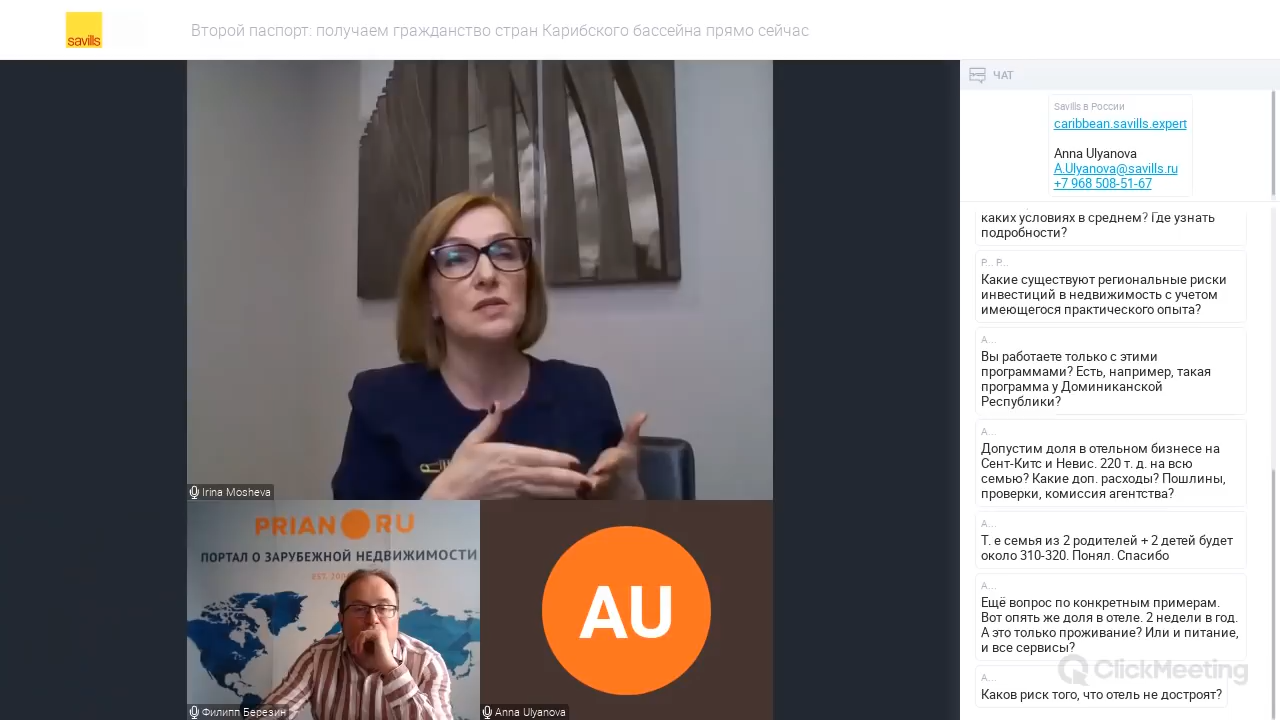 savills
Второй паспорт: получаем гражданство стран Карибского бассейна прямо сейчас
ЧАТ
Savills в России
caribbean.savills.expert
Anna Ulyanova
A.Ulyanova@savills.ru
+7 968 508-51-67
каких условиях в среднем? Где узнать
подробности?
Р... Р...
Какие существуют региональные риски
инвестиций в недвижимость с учетом
имеющегося практического опыта?
А...
Вы работаете только с этими
программами? Есть, например, такая
программа у Доминиканской
Республики?
А...
Допустим доля в отельном бизнесе на
Сент-Китс и Невис. 220 т. д. на всю
семью? Какие доп. расходы? Пошлины,
проверки, комиссия агентства?
А...
Т. е семья из 2 родителей + 2 детей будет
около 310-320. Понял. Спасибо
А...
Ещё вопрос по конкретным примерам.
Вот опять же доля в отеле. 2 недели в год.
А это только проживание? Или и питание,
и все сервисы?
А...
Каков риск того, что отель не достроят?
ClickMeeting
Irina Mosheva
PRIAN RU
ПОРТАЛ О ЗАРУБЕЖНОЙ НЕДВИЖИМОСТИ
AU
Филипп Березин
Anna Ulyanova